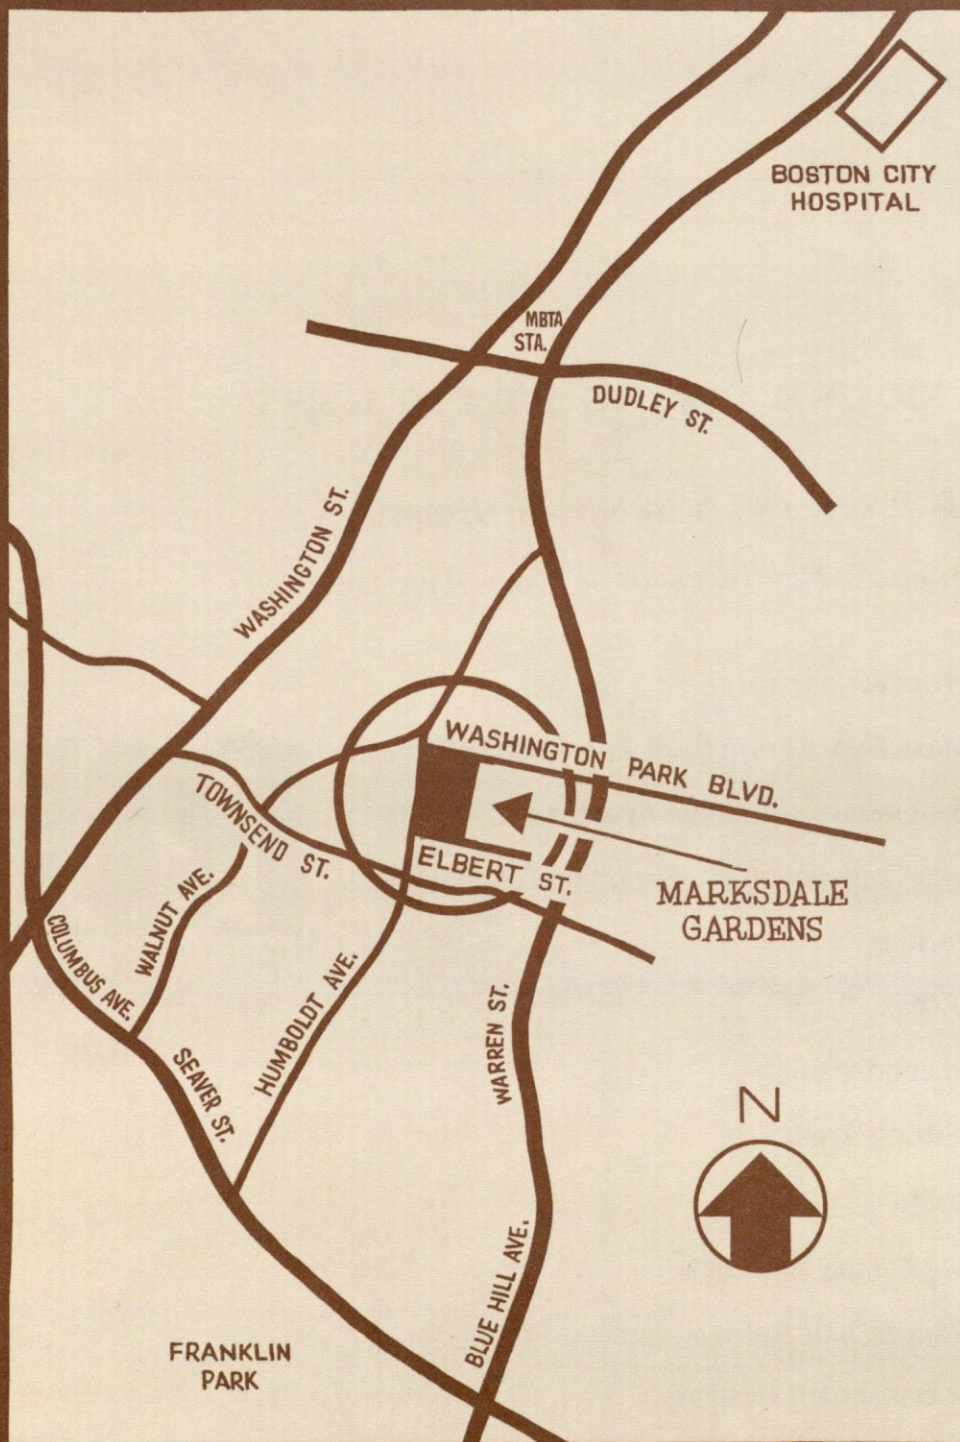 BOSTON CITY
HOSPITAL
MBTA
STA.
DUDLEY ST.
WASHINGTON ST.
WASHINGTON PARK BLVD.
TOWNSEND ST.
ELBERT ST.
MARKSDALE
GARDENS
WALNUT AVE.
COLUMBUS AVE.
HUMBOLDT AVE.
WARREN ST.
SEAVER ST.
N
BLUE HILL AVE.
FRANKLIN
PARK